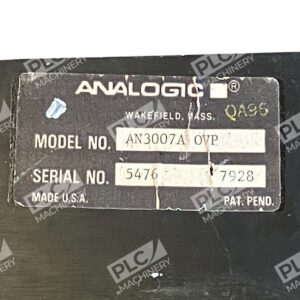 ANALOGIC ®
WAKEFIELD, MASS.
QA96
MODEL NO. AN3007A OVP
SERIAL NO. 5476 7928
MADE U.S.A. PAT. PEND.
PLC
MACHINERY